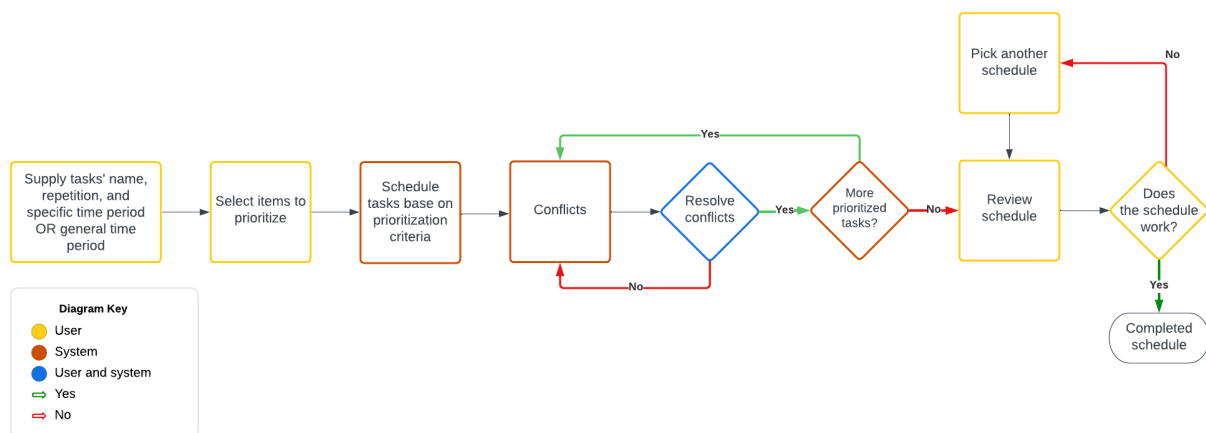 Pick another
schedule
No
Yes
Supply tasks' name,
repetition, and
specific time period
OR general time
period
Select items to
prioritize
Schedule
tasks base on
prioritization
criteria
Conflicts
Resolve
conflicts
Yes
More
prioritized
tasks?
No
Review
schedule
Does
the schedule
work?
No
Yes
Completed
schedule
Diagram Key
User
System
User and system
Yes
No